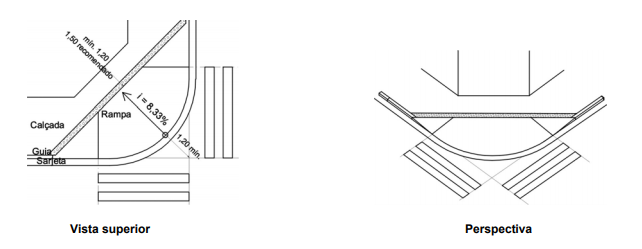 mín. 1,20
1,50 recomendado
i = 8,33%
Calçada
Rampa
1,20 mín.
Guia
Sarjeta
Vista superior
Perspectiva